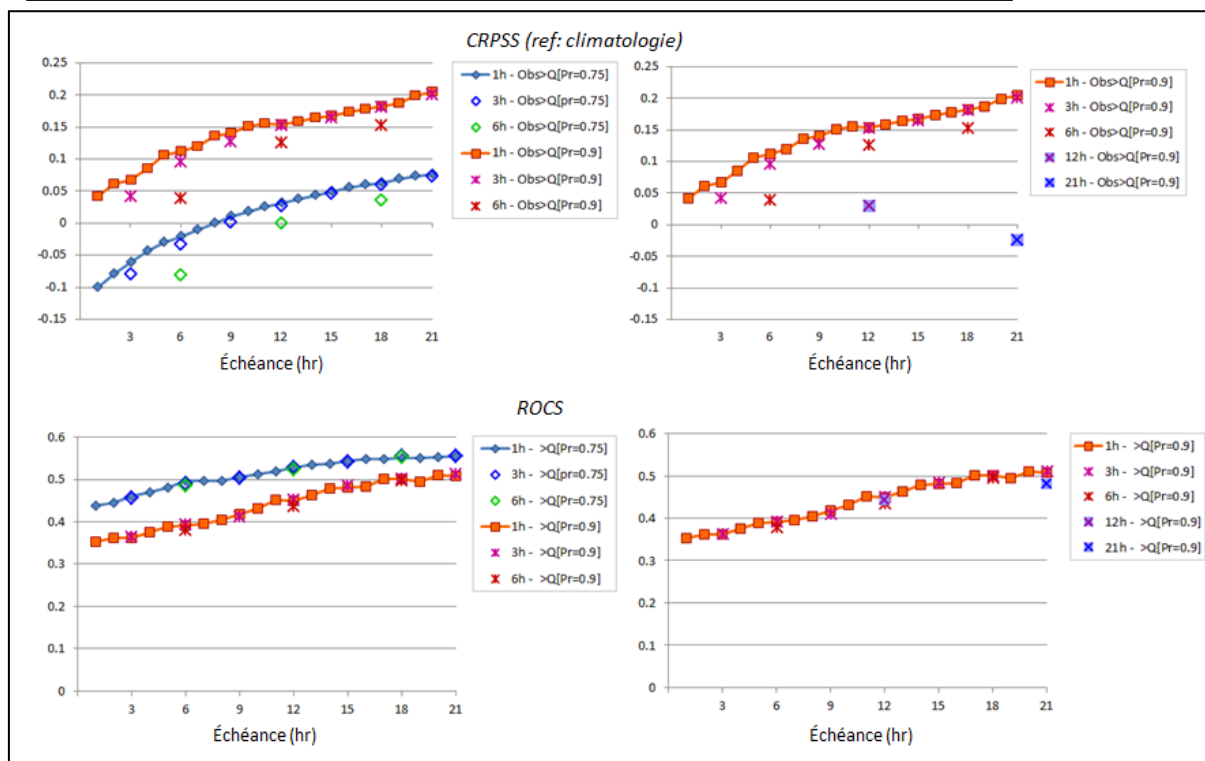 CRPSS (ref: climatologie)
0.25
0.2
0.15
0.1
0.05
0
-0.05
-0.1
-0.15
3 6 9 12 15 18 21
Échéance (hr)
1h - Obs>Q[Pr=0.75]
3h - Obs>Q[pr=0.75]
6h - Obs>Q[Pr=0.75]
1h - Obs>Q[Pr=0.9]
3h - Obs>Q[Pr=0.9]
6h - Obs>Q[Pr=0.9]
0.25
0.2
0.15
0.1
0.05
0
-0.05
-0.1
-0.15
3 6 9 12 15 18 21
Échéance (hr)
1h - Obs>Q[Pr=0.9]
3h - Obs>Q[Pr=0.9]
6h - Obs>Q[Pr=0.9]
12h - Obs>Q[Pr=0.9]
21h - Obs>Q[Pr=0.9]
ROCS
0.6
0.5
0.4
0.3
0.2
0.1
0
3 6 9 12 15 18 21
Échéance (hr)
1h - >Q[Pr=0.75]
3h - >Q[pr=0.75]
6h - >Q[Pr=0.75]
1h - >Q[Pr=0.9]
3h - >Q[Pr=0.9]
6h - >Q[Pr=0.9]
0.6
0.5
0.4
0.3
0.2
0.1
0
3 6 9 12 15 18 21
Échéance (hr)
1h - >Q[Pr=0.9]
3h - >Q[Pr=0.9]
6h - >Q[Pr=0.9]
12h - >Q[Pr=0.9]
21h - >Q[Pr=0.9]